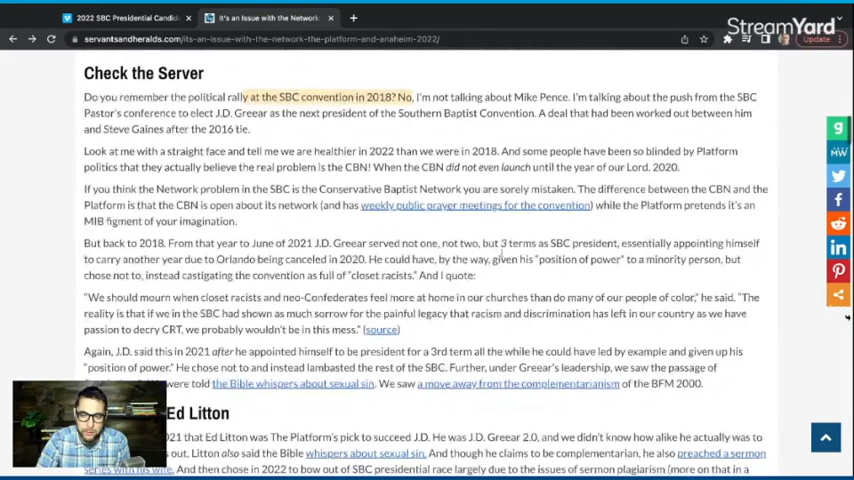 2022 SBC Presidential Candid
It's an Issue with the Network
StreamYard
servantsandheralds.com/its-an-issue-with-the-network-the-platform-and-anaheim-2022/
Update
Check the Server
Do you remember the political rally at the SBC convention in 2018? No, I'm not talking about Mike Pence. I'm talking about the push from the SBC
Pastor's conference to elect J.D. Greear as the next president of the Southern Baptist Convention. A deal that had been worked out between him
and Steve Gaines after the 2016 tie.
Look at me with a straight face and tell me we are healthier in 2022 than we were in 2018. And some people have been so blinded by Platform
politics that they actually believe the real problem is the CBN! When the CBN did not even launch until the year of our Lord, 2020.
If you think the Network problem in the SBC is the Conservative Baptist Network you are sorely mistaken. The difference between the CBN and the
Platform is that the CBN is open about its network (and has weekly public prayer meetings for the convention) while the Platform pretends it's an
MIB figment of your imagination.
But back to 2018. From that year to June of 2021 J.D. Greear served not one, not two, but 3 terms as SBC president, essentially appointing himself
to carry another year due to Orlando being canceled in 2020. He could have, by the way, given his "position of power" to a minority person, but
chose not to, instead castigating the convention as full of "closet racists." And I quote:
"We should mourn when closet racists and neo-Confederates feel more at home in our churches than do many of our people of color," he said. "The
reality is that if we in the SBC had shown as much sorrow for the painful legacy that racism and discrimination has left in our country as we have
passion to decry CRT, we probably wouldn't be in this mess." (source)
Again, J.D. said this in 2021 after he appointed himself to be president for a 3rd term all the while he could have led by example and given up his
"position of power." He chose not to and instead lambasted the rest of the SBC. Further, under Greear's leadership, we saw the passage of
were told the Bible whispers about sexual sin. We saw a move away from the complementarianism of the BFM 2000.
Ed Litton
021 that Ed Litton was The Platform's pick to succeed J.D. He was J.D. Greear 2.0, and we didn't know how alike he actually was to
out. Litton also said the Bible whispers about sexual sin. And though he claims to be complementarian, he also preached a sermon
series with his wife. And then chose in 2022 to bow out of SBC presidential race largely due to the issues of sermon plagiarism (more on that in a